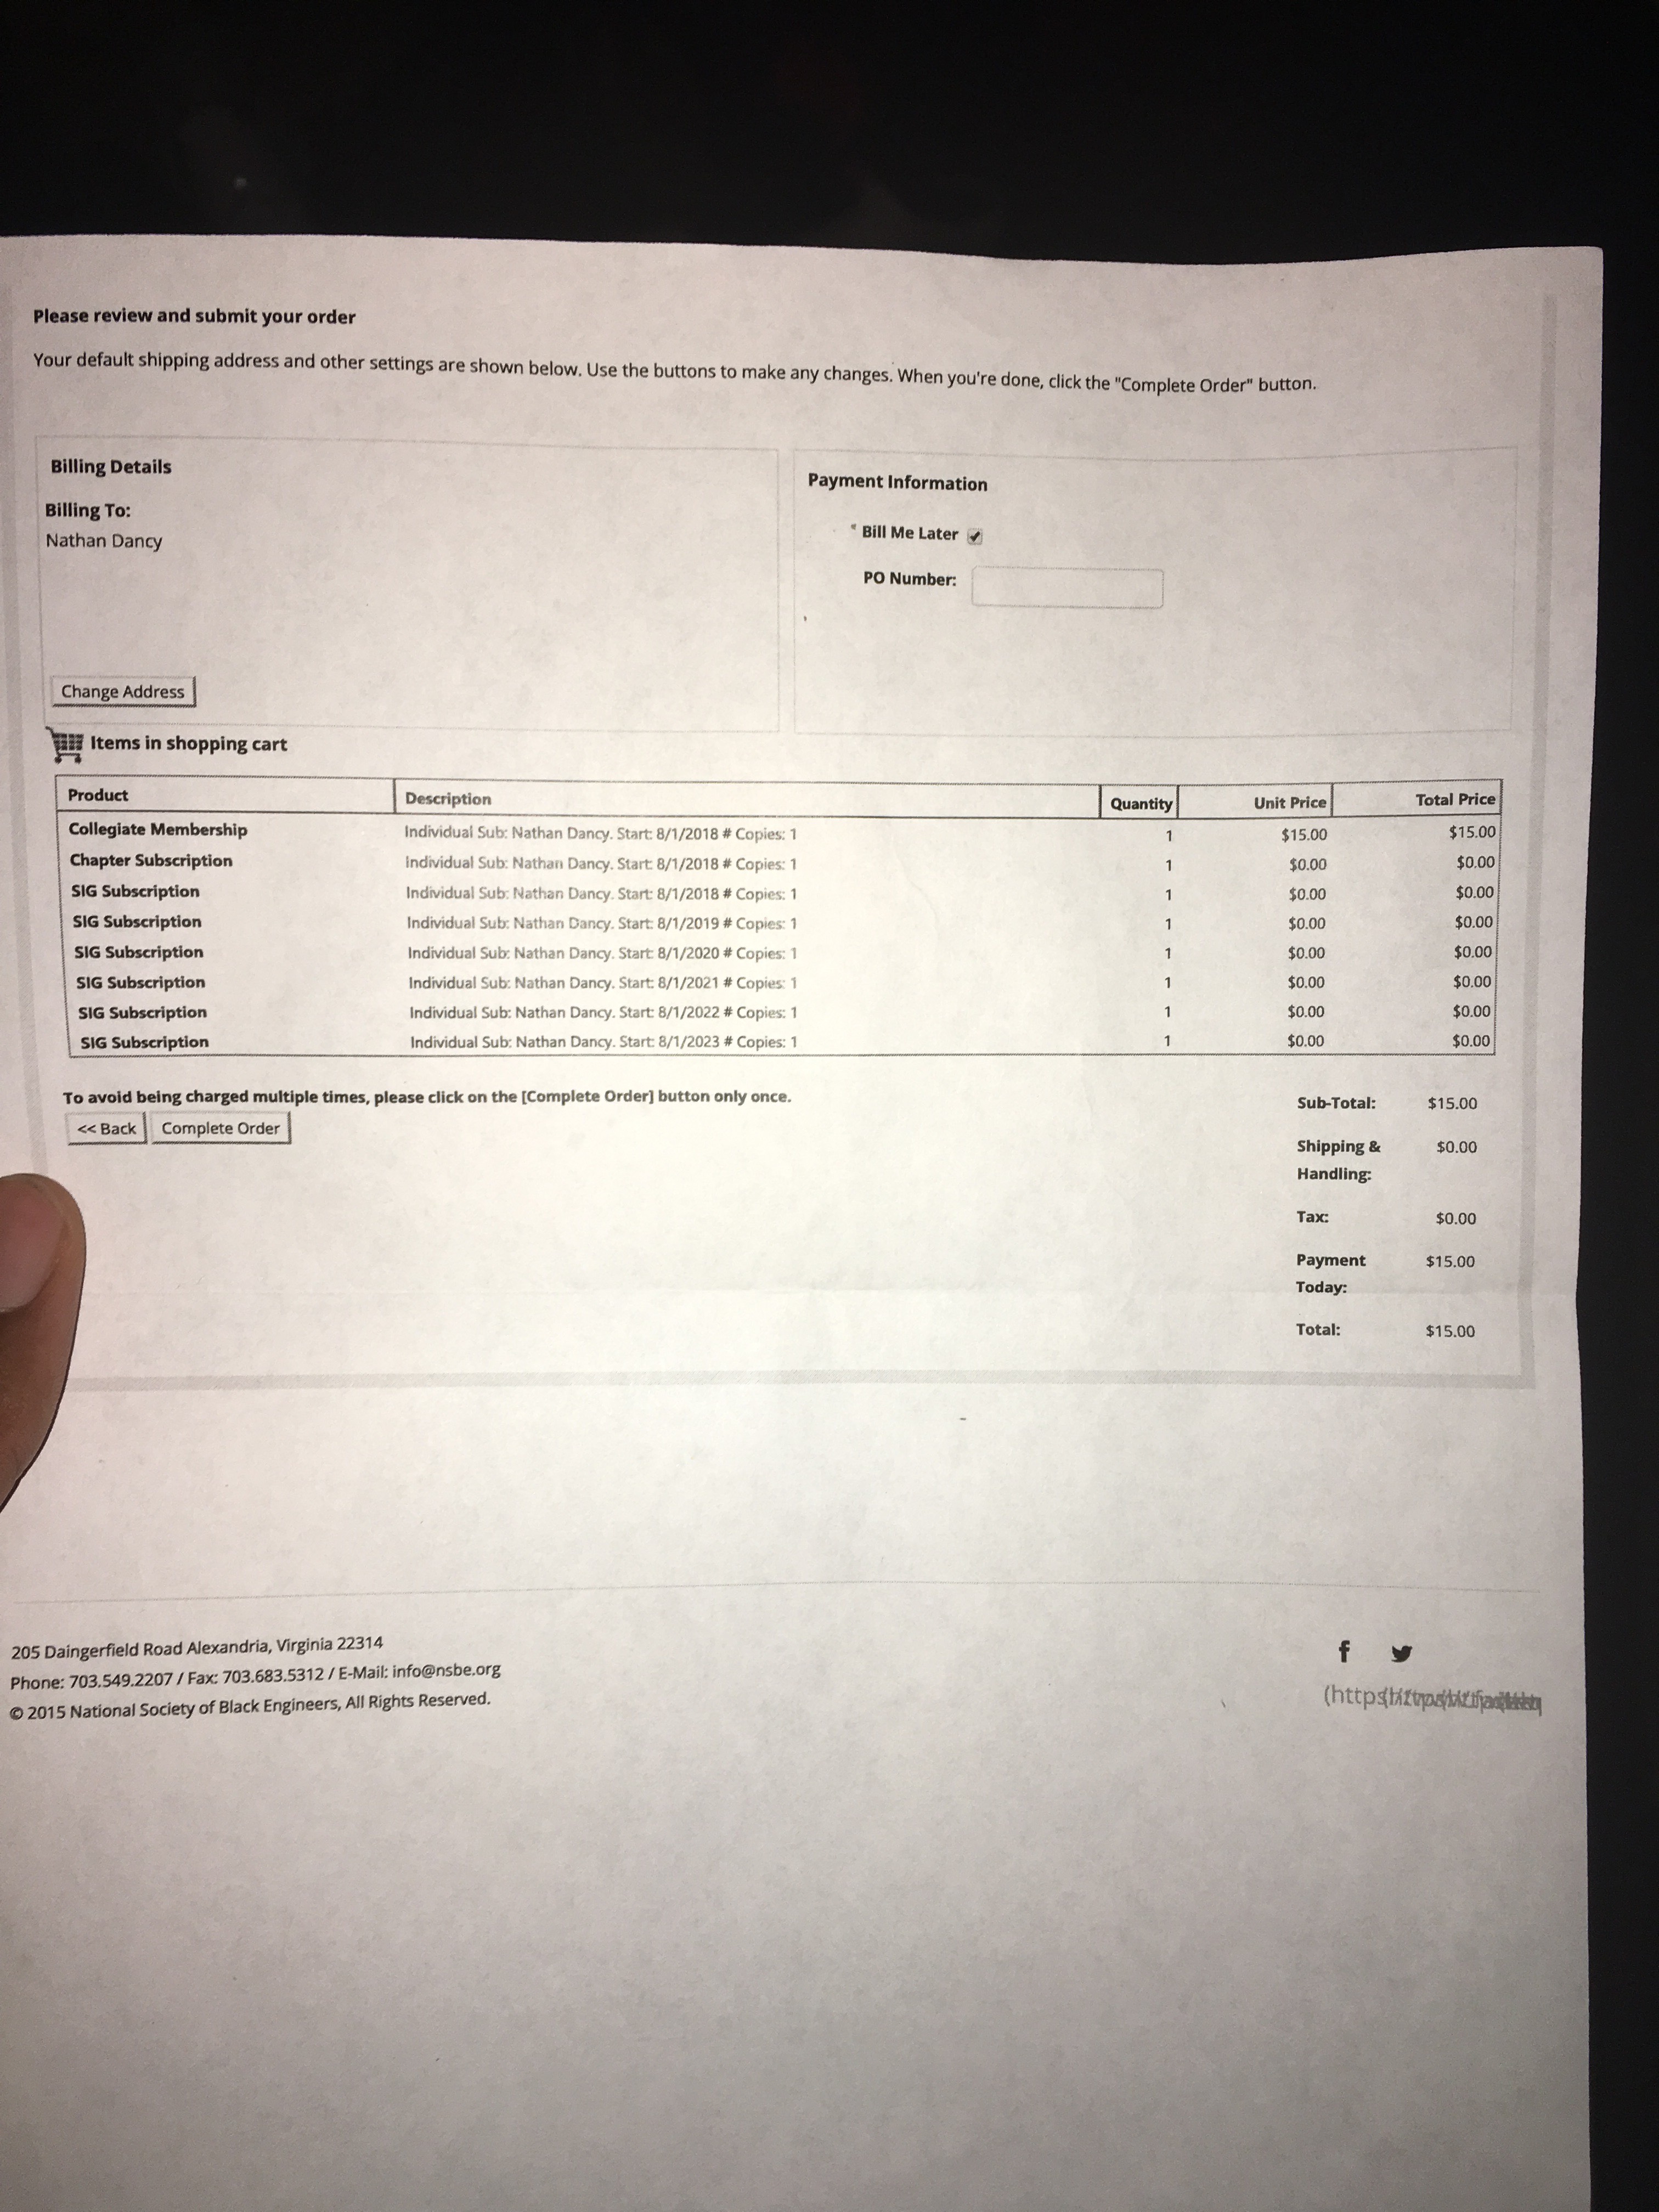 Please review and submit your order
Your default shipping address and other settings are shown below. Use the buttons to make any changes. When you're done, click the "Complete Order" button.
Billing Details
Billing To:
Nathan Dancy
Change Address
Payment Information
* Bill Me Later
PO Number:
Items in shopping cart
Product Description Quantity Unit Price Total Price
Collegiate Membership Individual Sub: Nathan Dancy. Start: 8/1/2018 # Copies: 1 1 $15.00 $15.00
Chapter Subscription Individual Sub: Nathan Dancy. Start: 8/1/2018 # Copies: 1 1 $0.00 $0.00
SIG Subscription Individual Sub: Nathan Dancy. Start: 8/1/2018 # Copies: 1 1 $0.00 $0.00
SIG Subscription Individual Sub: Nathan Dancy. Start: 8/1/2019 # Copies: 1 1 $0.00 $0.00
SIG Subscription Individual Sub: Nathan Dancy. Start: 8/1/2020 # Copies: 1 1 $0.00 $0.00
SIG Subscription Individual Sub: Nathan Dancy. Start: 8/1/2021 # Copies: 1 1 $0.00 $0.00
SIG Subscription Individual Sub: Nathan Dancy. Start: 8/1/2022 # Copies: 1 1 $0.00 $0.00
SIG Subscription Individual Sub: Nathan Dancy. Start: 8/1/2023 # Copies: 1 1 $0.00 $0.00
To avoid being charged multiple times, please click on the [Complete Order] button only once.
<< Back Complete Order
Sub-Total: $15.00
Shipping & $0.00
Handling:
Tax: $0.00
Payment $15.00
Today:
Total: $15.00
205 Daingerfield Road Alexandria, Virginia 22314
Phone: 703.549.2207 / Fax: 703.683.5312 / E-Mail: info@nsbe.org
© 2015 National Society of Black Engineers, All Rights Reserved.